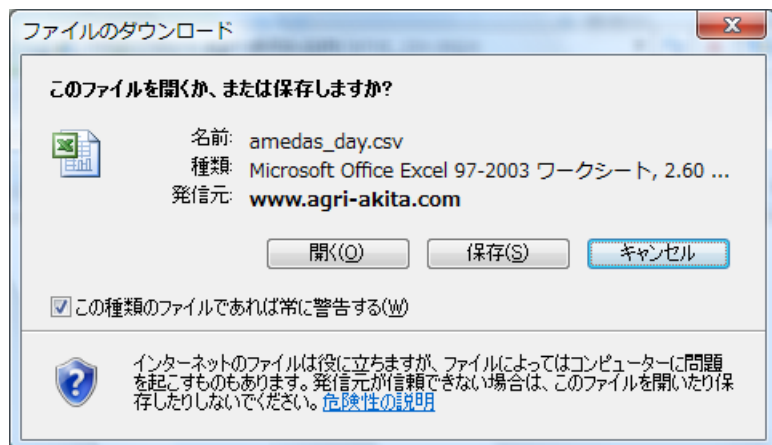 ファイルのダウンロード
このファイルを開くか、または保存しますか?
名前: amedas_day.csv
種類: Microsoft Office Excel 97-2003 ワークシート, 2.60 ...
発信元: www.agri-akita.com
開く(O) 保存(S) キャンセル
この種類のファイルであれば常に警告する(W)
インターネットのファイルは役に立ちますが、ファイルによってはコンピューターに問題
を起こすものもあります。発信元が信頼できない場合は、このファイルを開いたり保
存したりしないでください。危険性の説明